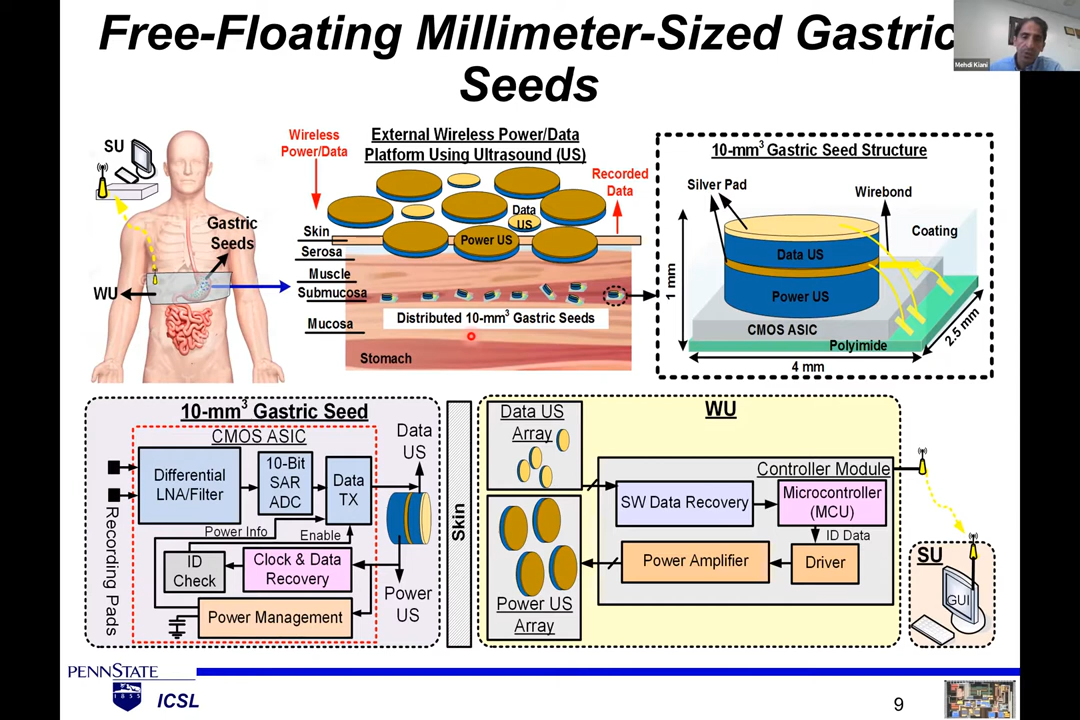 Free-Floating Millimeter-Sized Gastric
Seeds
Mehdi Kiani
SU
Gastric
Seeds
WU
Wireless
Power/Data
External Wireless Power/Data
Platform Using Ultrasound (US)
Recorded
Data
Data
US
Power US
Skin
Serosa
Muscle
Submucosa
Mucosa
Distributed 10-mm³ Gastric Seeds
Stomach
10-mm³ Gastric Seed Structure
Silver Pad
Wirebond
Coating
Data US
Power US
CMOS ASIC
Polyimide
1 mm
4 mm
2.5 mm
10-mm³ Gastric Seed
CMOS ASIC
Differential
LNA/Filter
10-Bit
SAR
ADC
Data
TX
Data
US
Recording Pads
Power Info
Enable
ID
Check
Clock & Data
Recovery
Power
US
Power Management
Skin
WU
Data US
Array
Power US
Array
Controller Module
SW Data Recovery
Microcontroller
(MCU)
ID Data
Power Amplifier
Driver
SU
GUI
PENNSTATE
1855
ICSL
9